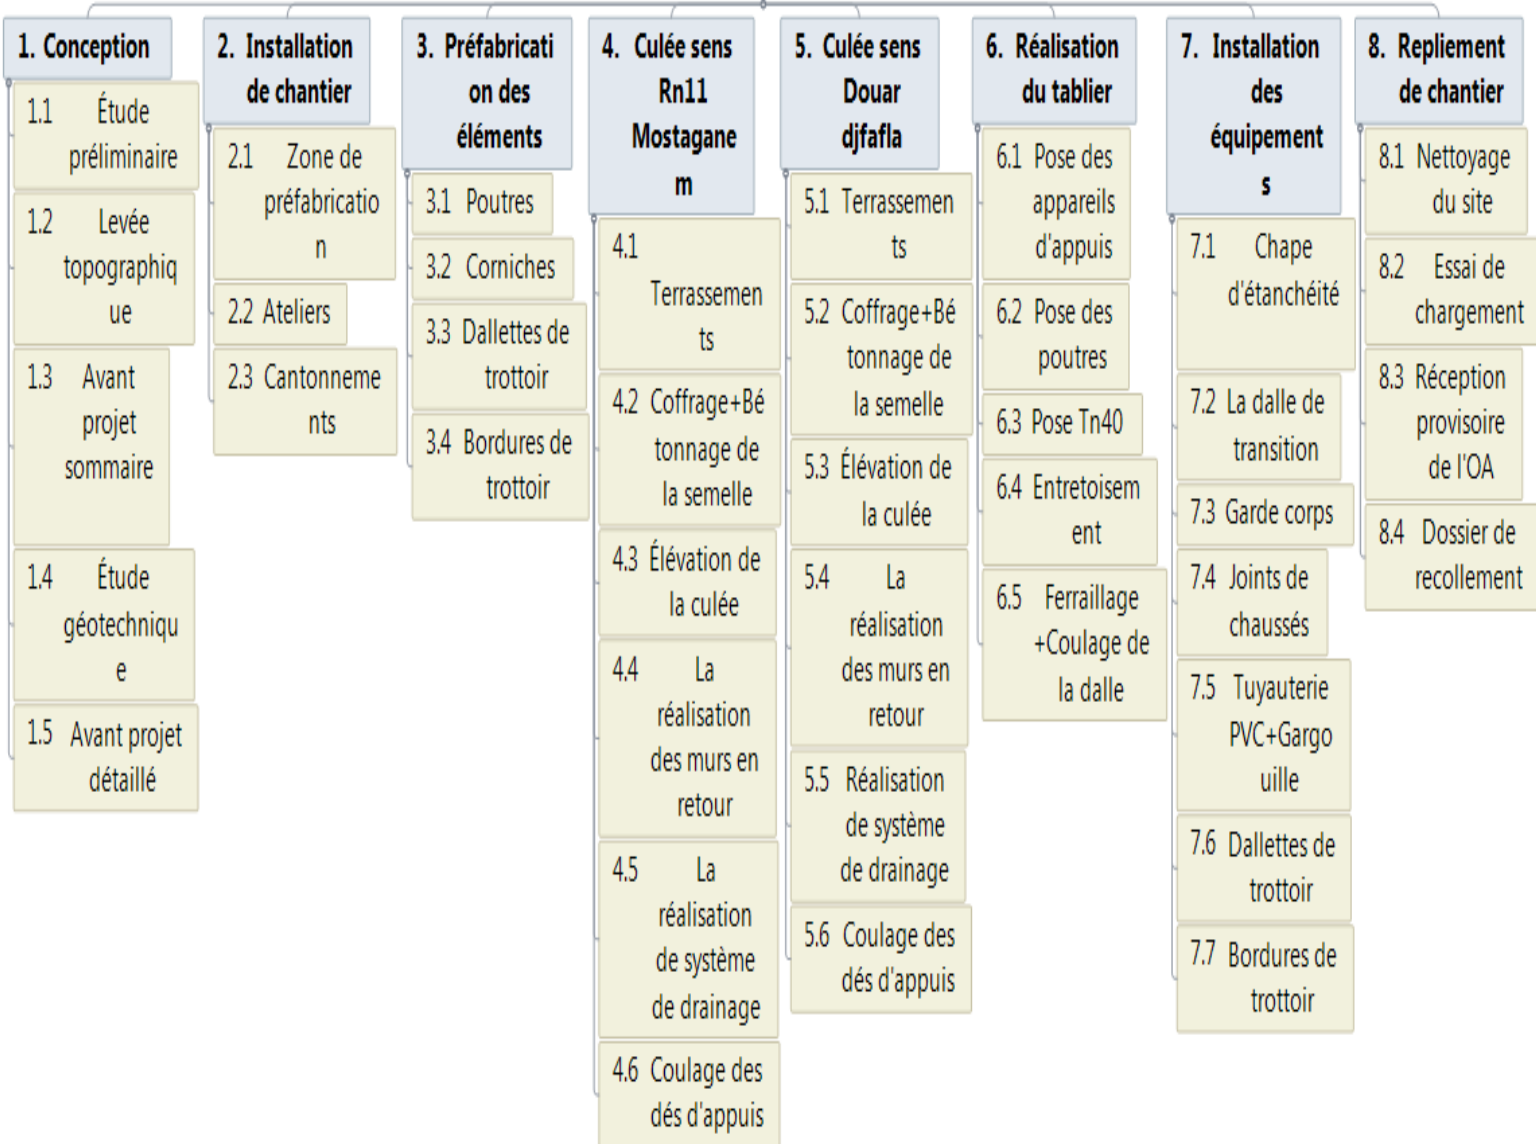 1. Conception
1.1 Étude
préliminaire
1.2 Levée
topographiq
ue
1.3 Avant
projet
sommaire
1.4 Étude
géotechniqu
e
1.5 Avant projet
détaillé
2. Installation
de chantier
2.1 Zone de
préfabricatio
n
2.2 Ateliers
2.3 Cantonneme
nts
3. Préfabricati
on des
éléments
3.1 Poutres
3.2 Corniches
3.3 Dallettes de
trottoir
3.4 Bordures de
trottoir
4. Culée sens
Rn11
Mostagane
m
4.1
Terrassemen
ts
4.2 Coffrage+Bé
tonnage de
la semelle
4.3 Élévation de
la culée
4.4 La
réalisation
des murs en
retour
4.5 La
réalisation
de système
de drainage
4.6 Coulage des
dés d'appuis
5. Culée sens
Douar
djfafla
5.1 Terrassemen
ts
5.2 Coffrage+Bé
tonnage de
la semelle
5.3 Élévation de
la culée
5.4 La
réalisation
des murs en
retour
5.5 Réalisation
de système
de drainage
5.6 Coulage des
dés d'appuis
6. Réalisation
du tablier
6.1 Pose des
appareils
d'appuis
6.2 Pose des
poutres
6.3 Pose Tn40
6.4 Entretoisem
ent
6.5 Ferraillage
+Coulage de
la dalle
7. Installation
des
équipement
s
7.1 Chape
d'étanchéité
7.2 La dalle de
transition
7.3 Garde corps
7.4 Joints de
chaussés
7.5 Tuyauterie
PVC+Gargo
uille
7.6 Dallettes de
trottoir
7.7 Bordures de
trottoir
8. Repliement
de chantier
8.1 Nettoyage
du site
8.2 Essai de
chargement
8.3 Réception
provisoire
de l'OA
8.4 Dossier de
recollement